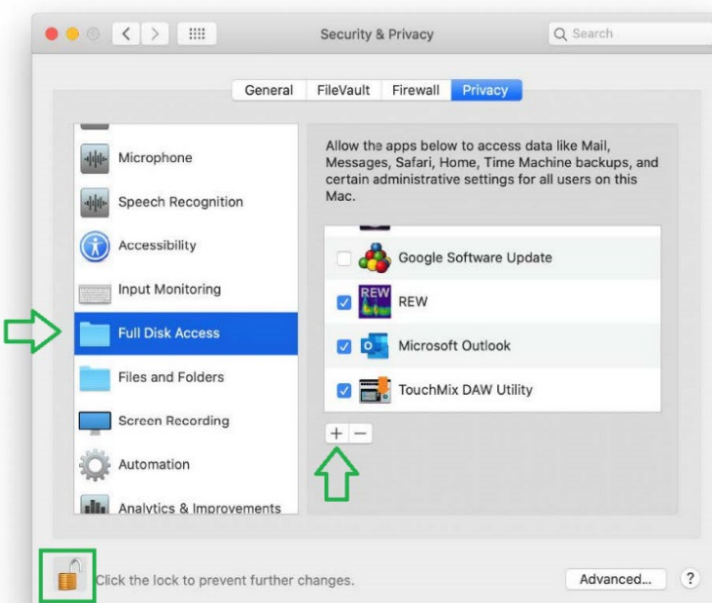 Security & Privacy
Search
General FileVault Firewall Privacy
Microphone
Speech Recognition
Accessibility
Input Monitoring
Full Disk Access
Files and Folders
Screen Recording
Automation
Analytics & Improvements
Allow the apps below to access data like Mail,
Messages, Safari, Home, Time Machine backups, and
certain administrative settings for all users on this
Mac.
Google Software Update
REW
REW
Microsoft Outlook
TouchMix DAW Utility
+ −
Click the lock to prevent further changes.
Advanced... ?